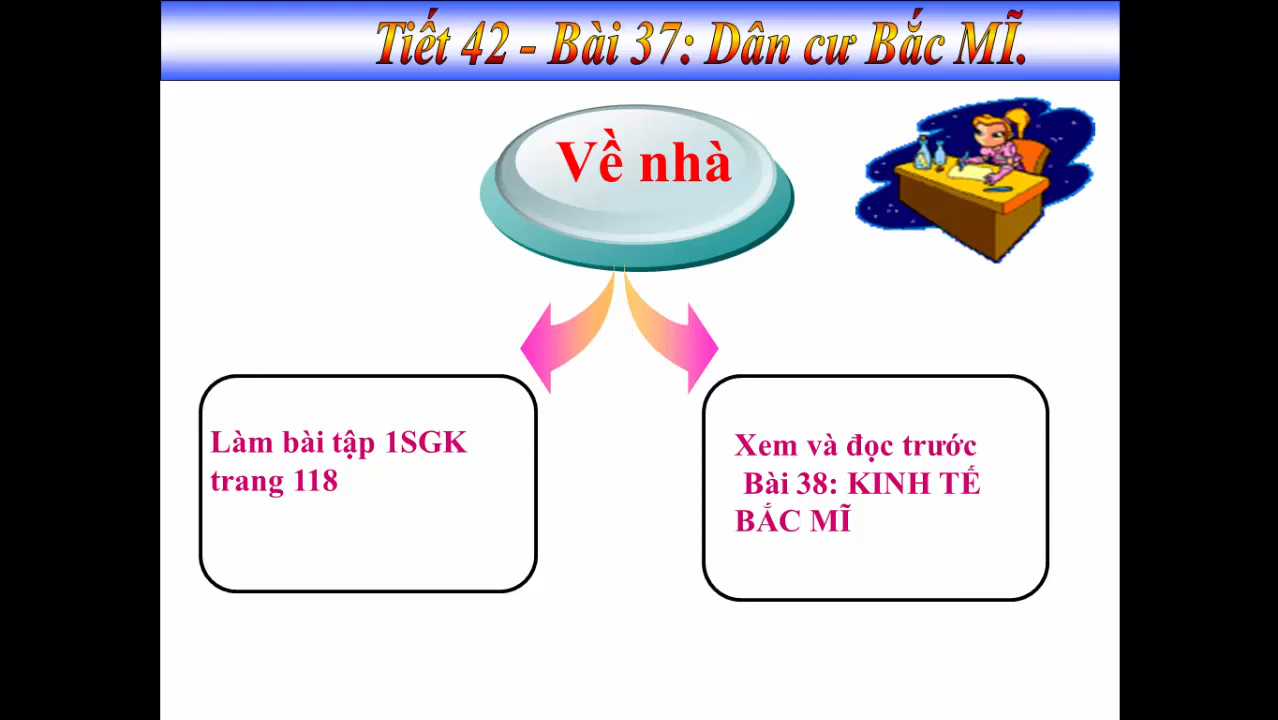 Tiết 42 - Bài 37: Dân cư Bắc Mĩ.
Về nhà
Làm bài tập 1SGK
trang 118
Xem và đọc trước
Bài 38: KINH TẾ
BẮC MĨ